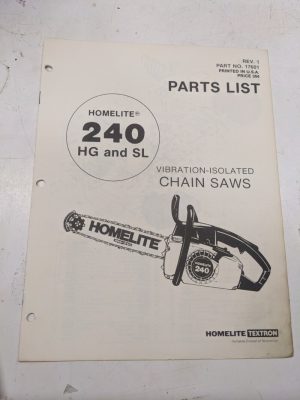 REV. 1
PART NO. 17601
PRINTED IN U.S.A.
PARTS LIST
HOMELITE®
240
HG and SL
VIBRATION-ISOLATED
CHAIN SAWS
HOMELITE
HOMELITE
240
HOMELITE TEXTRON